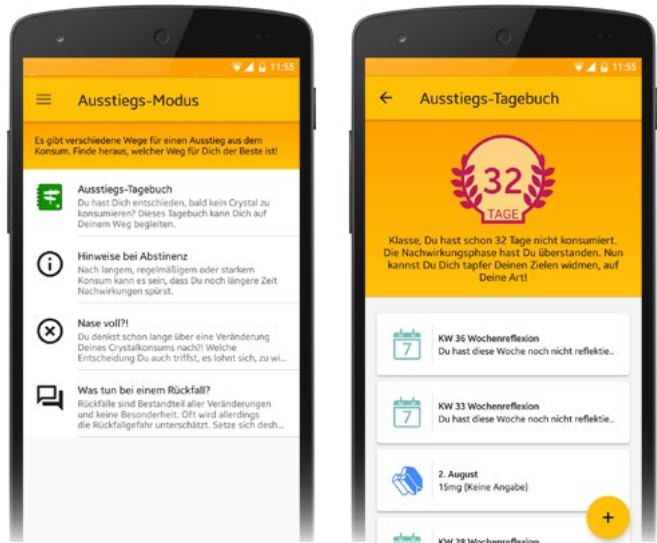 11:55
Ausstiegs-Modus
Es gibt verschiedene Wege für einen Ausstieg aus dem
Konsum. Finde heraus, welcher Weg für Dich der Beste ist!
Ausstiegs-Tagebuch
Du hast Dich entschieden, bald kein Crystal zu
konsumieren? Dieses Tagebuch kann Dich auf
Deinem Weg begleiten.
Hinweise bei Abstinenz
Nach langem, regelmäßigem oder starkem
Konsum kann es sein, dass Du noch längere Zeit
Nachwirkungen spürst.
Nase voll?!
Du denkst schon lange über eine Veränderung
Deines Crystalkonsums nach?! Welche
Entscheidung Du auch triffst, es lohnt sich, zu wi...
Was tun bei einem Rückfall?
Rückfälle sind Bestandteil aller Veränderungen
und keine Besonderheit. Oft wird allerdings
die Rückfallgefahr unterschätzt. Setze sich desh...
11:55
Ausstiegs-Tagebuch
32
TAGE
Klasse, Du hast schon 32 Tage nicht konsumiert.
Die Nachwirkungsphase hast Du überstanden. Nun
kannst Du Dich tapfer Deinen Zielen widmen, auf
Deine Art!
7
KW 36 Wochenreflexion
Du hast diese Woche noch nicht reflektie..
7
KW 33 Wochenreflexion
Du hast diese Woche noch nicht reflektie..
2. August
15mg (Keine Angabe)
+
Wochenreflexion